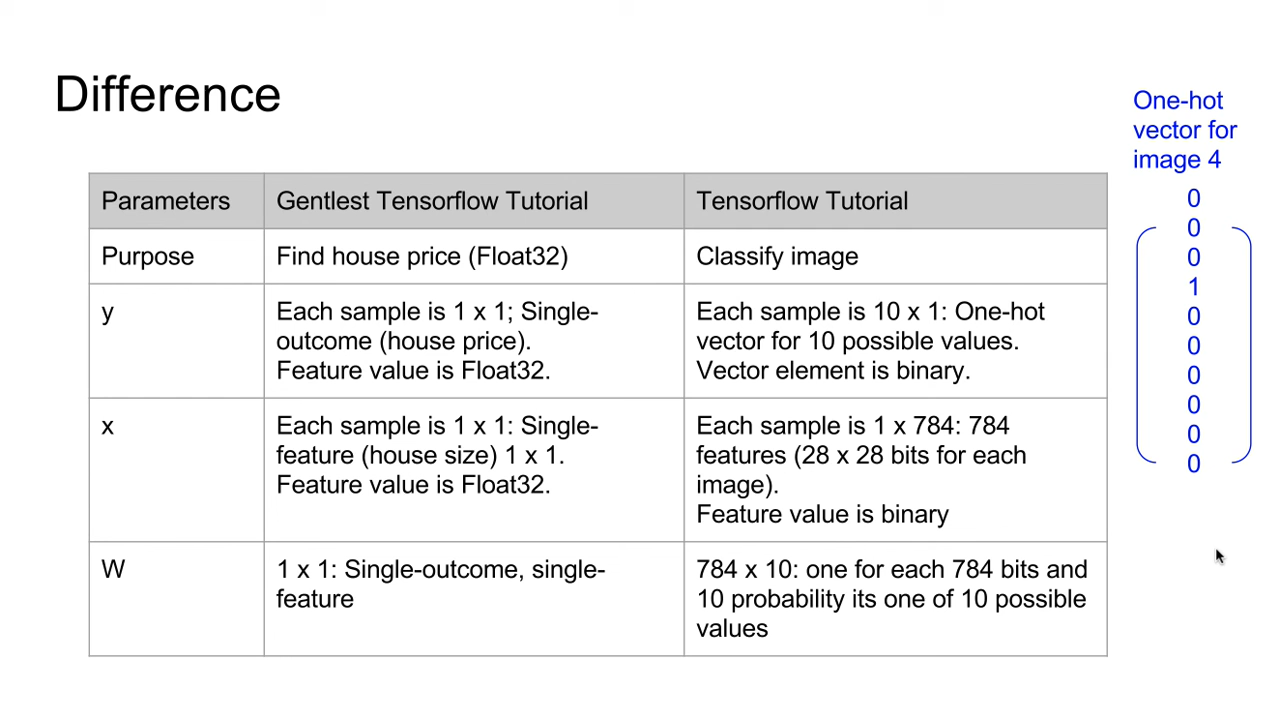 Difference
One-hot
vector for
image 4
0
0
0
1
0
0
0
0
0
0
Parameters
Gentlest Tensorflow Tutorial
Tensorflow Tutorial
Purpose
Find house price (Float32)
Classify image
y
Each sample is 1 x 1; Single-
outcome (house price).
Feature value is Float32.
Each sample is 10 x 1: One-hot
vector for 10 possible values.
Vector element is binary.
x
Each sample is 1 x 1: Single-
feature (house size) 1 x 1.
Feature value is Float32.
Each sample is 1 x 784: 784
features (28 x 28 bits for each
image).
Feature value is binary
W
1 x 1: Single-outcome, single-
feature
784 x 10: one for each 784 bits and
10 probability its one of 10 possible
values